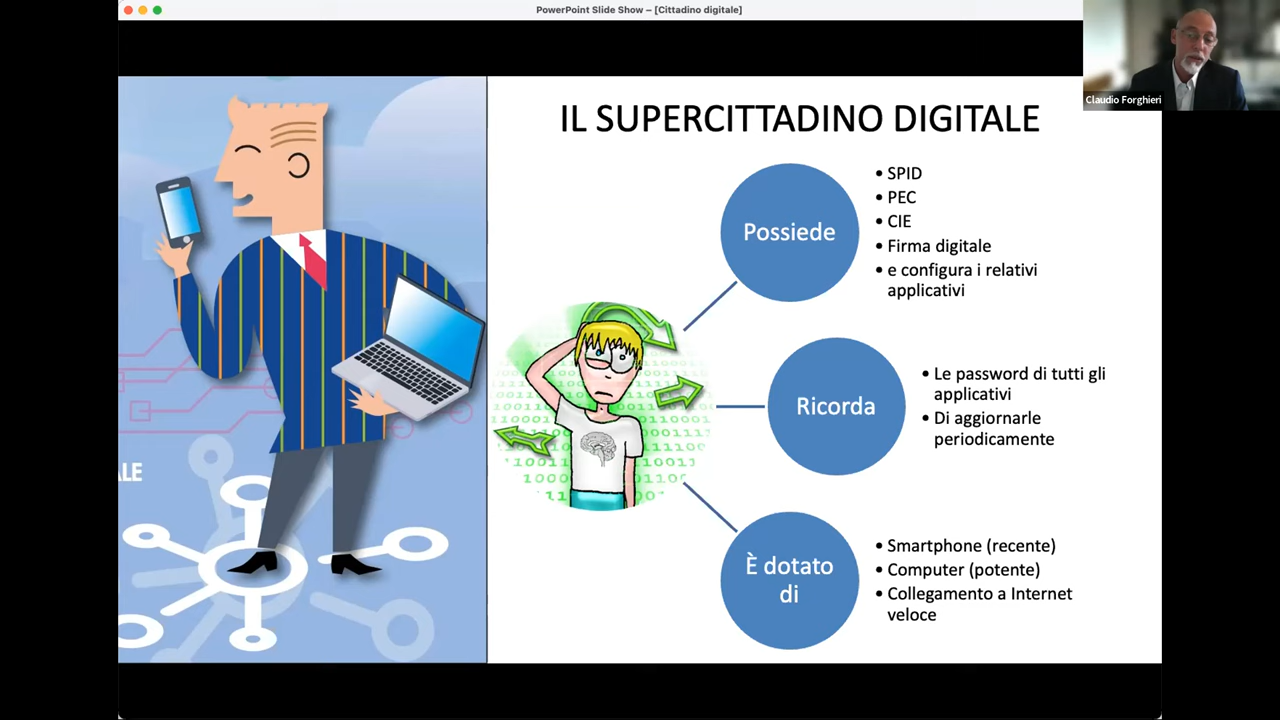 PowerPoint Slide Show – [Cittadino digitale]
Claudio Forghieri
IL SUPERCITTADINO DIGITALE
Possiede
• SPID
• PEC
• CIE
• Firma digitale
• e configura i relativi
applicativi
Ricorda
• Le password di tutti gli
applicativi
• Di aggiornarle
periodicamente
È dotato
di
• Smartphone (recente)
• Computer (potente)
• Collegamento a Internet
veloce
ALE